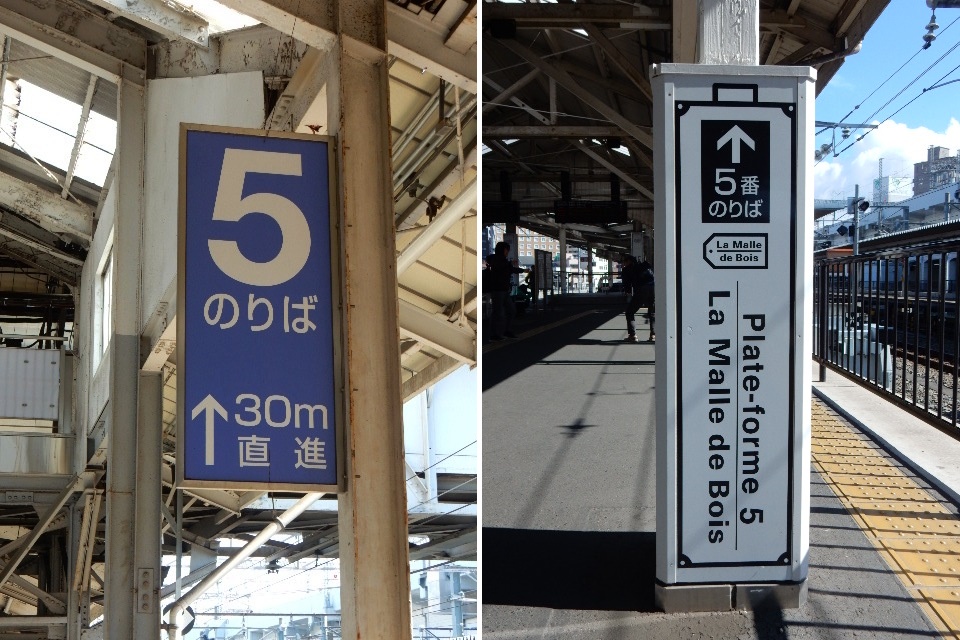 5
のりば
30m
直進
5番
のりば
La Malle
de Bois
Plate-forme 5
La Malle de Bois